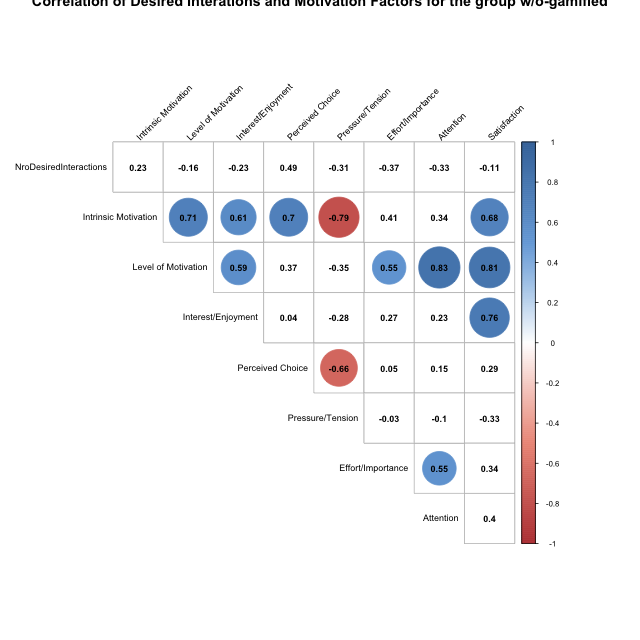 Correlation of Desired Interations and Motivation Factors for the group w/o-gamified
Intrinsic Motivation
Level of Motivation
Interest/Enjoyment
Perceived Choice
Pressure/Tension
Effort/Importance
Attention
Satisfaction
NroDesiredInteractions 0.23 -0.16 -0.23 0.49 -0.31 -0.37 -0.33 -0.11
Intrinsic Motivation 0.71 0.61 0.7 -0.79 0.41 0.34 0.68
Level of Motivation 0.59 0.37 -0.35 0.55 0.83 0.81
Interest/Enjoyment 0.04 -0.28 0.27 0.23 0.76
Perceived Choice -0.66 0.05 0.15 0.29
Pressure/Tension -0.03 -0.1 -0.33
Effort/Importance 0.55 0.34
Attention 0.4
1
0.8
0.6
0.4
0.2
0
-0.2
-0.4
-0.6
-0.8
-1